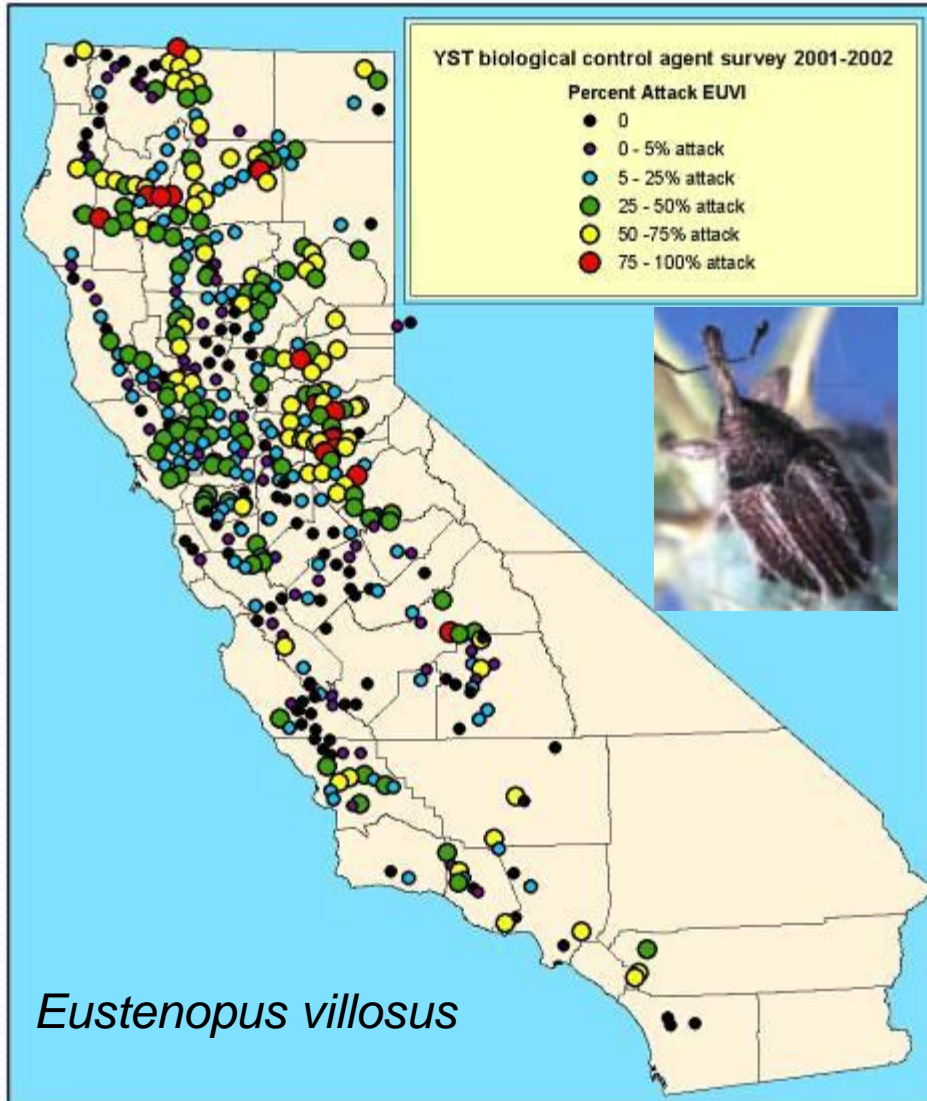 YST biological control agent survey 2001-2002
Percent Attack EUVI
0
0 - 5% attack
5 - 25% attack
25 - 50% attack
50 -75% attack
75 - 100% attack
Eustenopus villosus